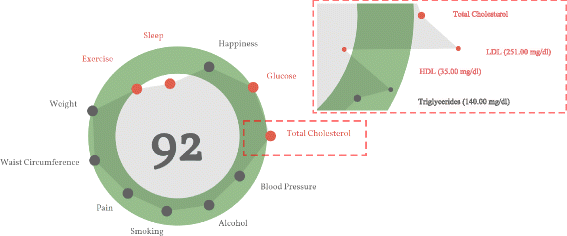 Sleep
Happiness
Exercise
Glucose
Weight
Total Cholesterol
92
Waist Circumference
Blood Pressure
Pain
Alcohol
Smoking
Total Cholesterol
LDL (251.00 mg/dl)
HDL (35.00 mg/dl)
Triglycerides (140.00 mg/dl)